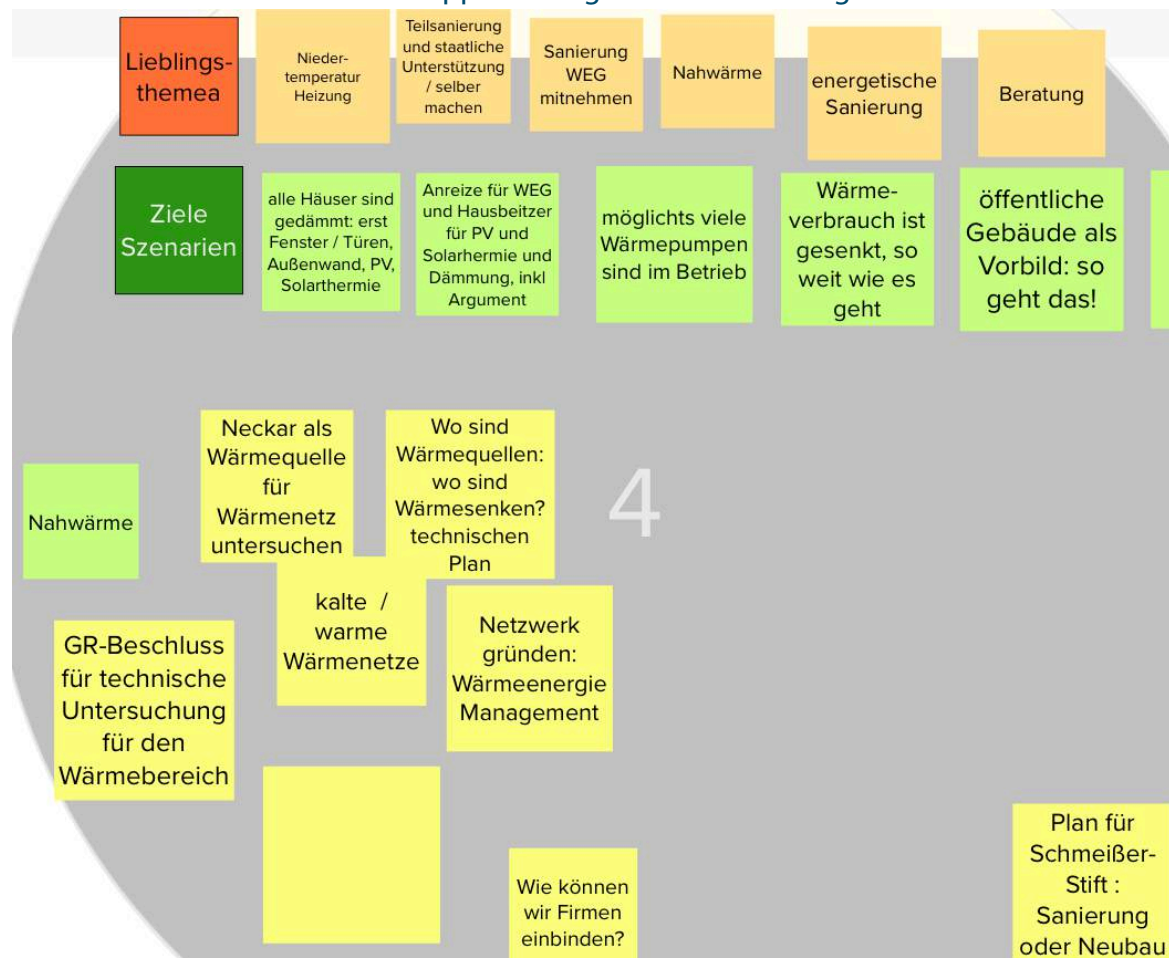 Lieblings-
themea
Nieder-
temperatur
Heizung
Teilsanierung
und staatliche
Unterstützung
/ selber
machen
Sanierung
WEG
mitnehmen
Nahwärme
energetische
Sanierung
Beratung
Ziele
Szenarien
alle Häuser sind
gedämmt: erst
Fenster / Türen,
Außenwand, PV,
Solarthermie
Anreize für WEG
und Hausbeitzer
für PV und
Solarhermie und
Dämmung, inkl
Argument
möglichts viele
Wärmepumpen
sind im Betrieb
Wärme-
verbrauch ist
gesenkt, so
weit wie es
geht
öffentliche
Gebäude als
Vorbild: so
geht das!
Nahwärme
Neckar als
Wärmequelle
für
Wärmenetz
untersuchen
Wo sind
Wärmequellen:
wo sind
Wärmesenken?
technischen
Plan
4
kalte /
warme
Wärmenetze
Netzwerk
gründen:
Wärmeenergie
Management
GR-Beschluss
für technische
Untersuchung
für den
Wärmebereich
Wie können
wir Firmen
einbinden?
Plan für
Schmeißer-
Stift :
Sanierung
oder Neubau